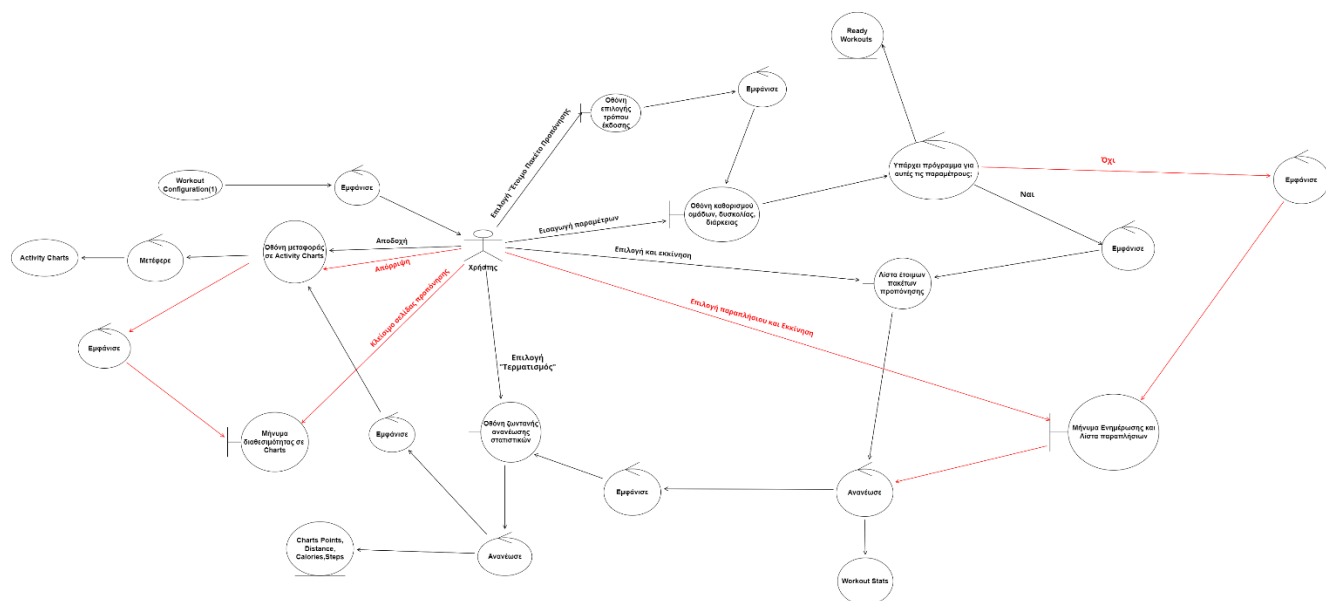 Ready
Workouts
Εμφάνισε
Οθόνη
επιλογής
τρόπου
έκδοσης
Επιλογή "Έτοιμο Πακέτο Προπόνησης
Υπάρχει πρόγραμμα για
αυτές τις παραμέτρους;
Όχι
Εμφάνισε
Ναι
Workout
Configuration(1)
Εμφάνισε
Οθόνη καθορισμού
ομάδων, δυσκολίας,
διάρκειας
Εισαγωγή παραμέτρων
Εμφάνισε
Οθόνη μεταφοράς
σε Activity Charts
Αποδοχή
Απόρριψη
Χρήστης
Επιλογή και εκκίνηση
Activity Charts
Μετέφερε
Λίστα έτοιμων
πακέτων
προπόνησης
Κλείσιμο σελίδας προπόνησης
Επιλογή παραπλήσιου και Εκκίνηση
Εμφάνισε
Επιλογή
"Τερματισμός"
Μήνυμα
διαθεσιμότητας σε
Charts
Εμφάνισε
Οθόνη ζωντανής
ανανέωσης
στατιστικών
Μήνυμα Ενημέρωσης και
Λίστα παραπλήσιων
Εμφάνισε
Ανανέωσε
Charts Points,
Distance,
Calories,Steps
Ανανέωσε
Workout Stats